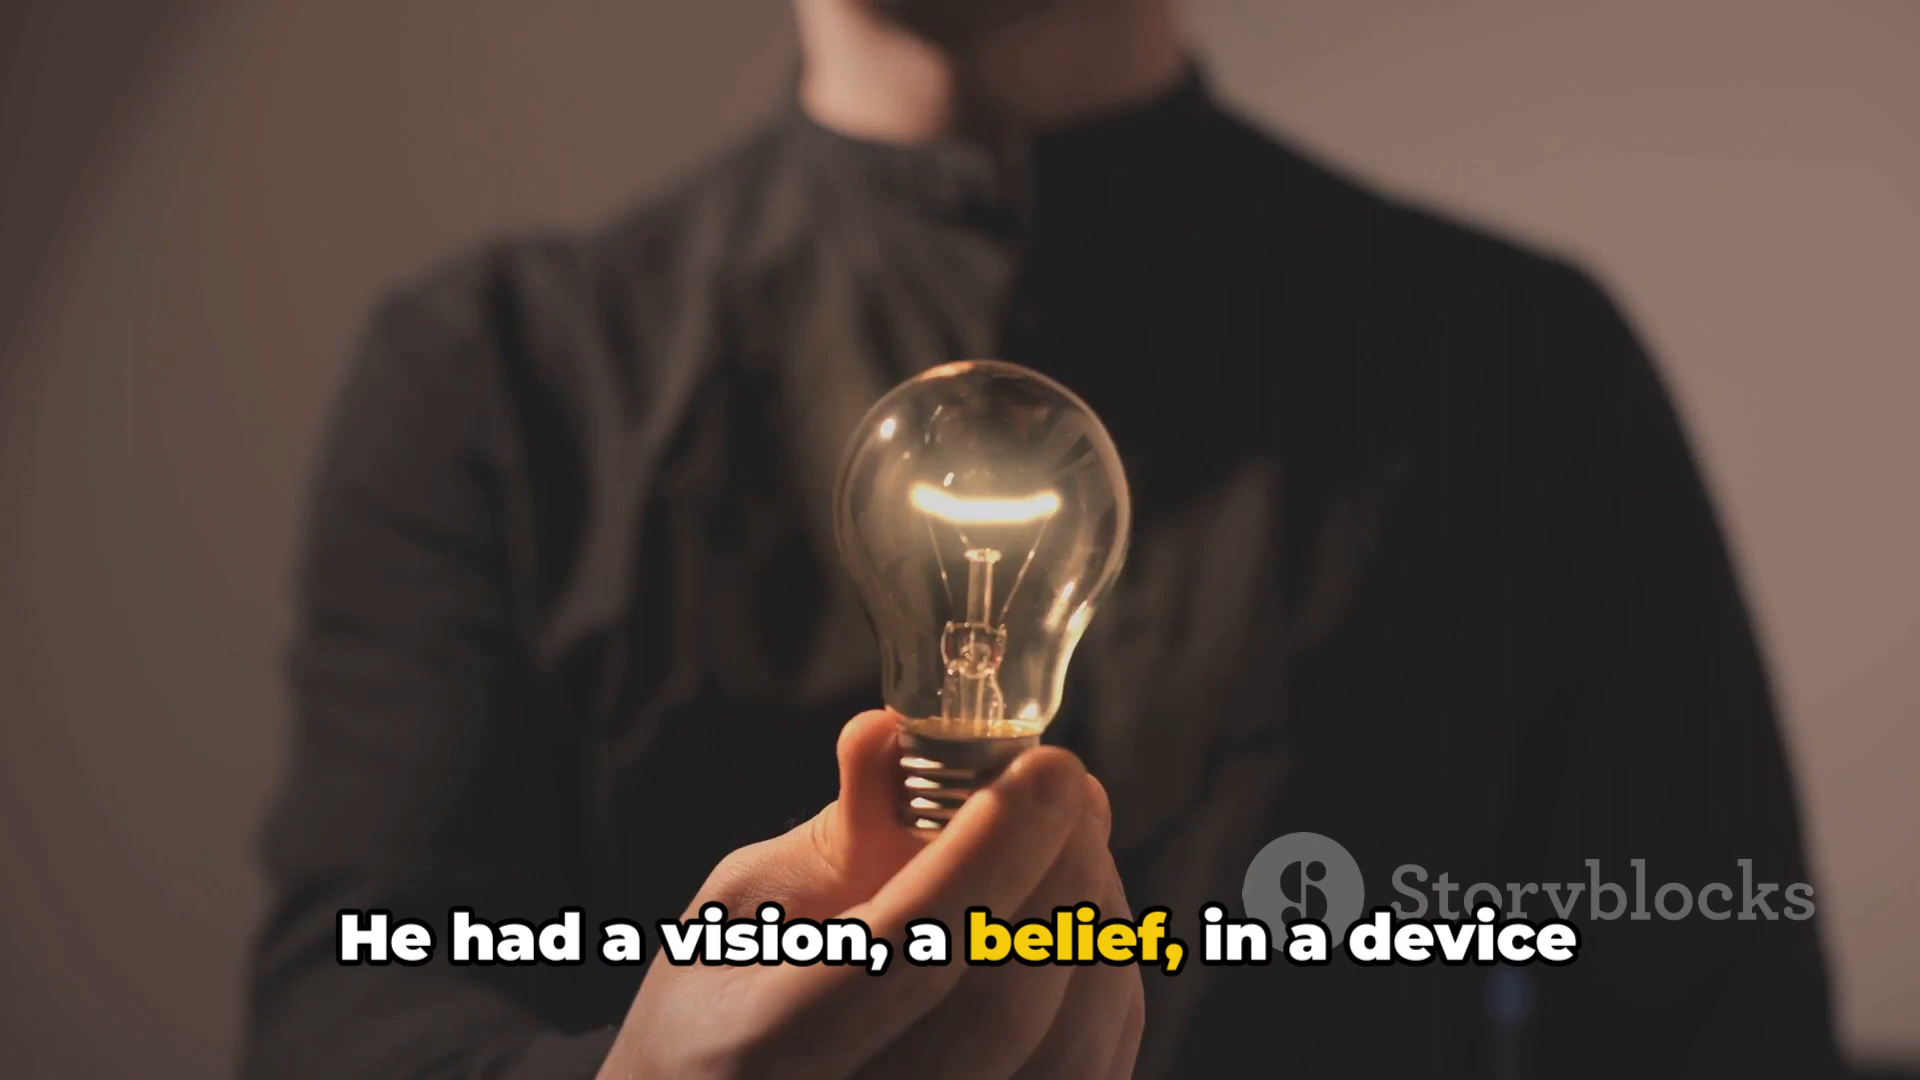 Storyblocks
He had a vision, a belief, in a device